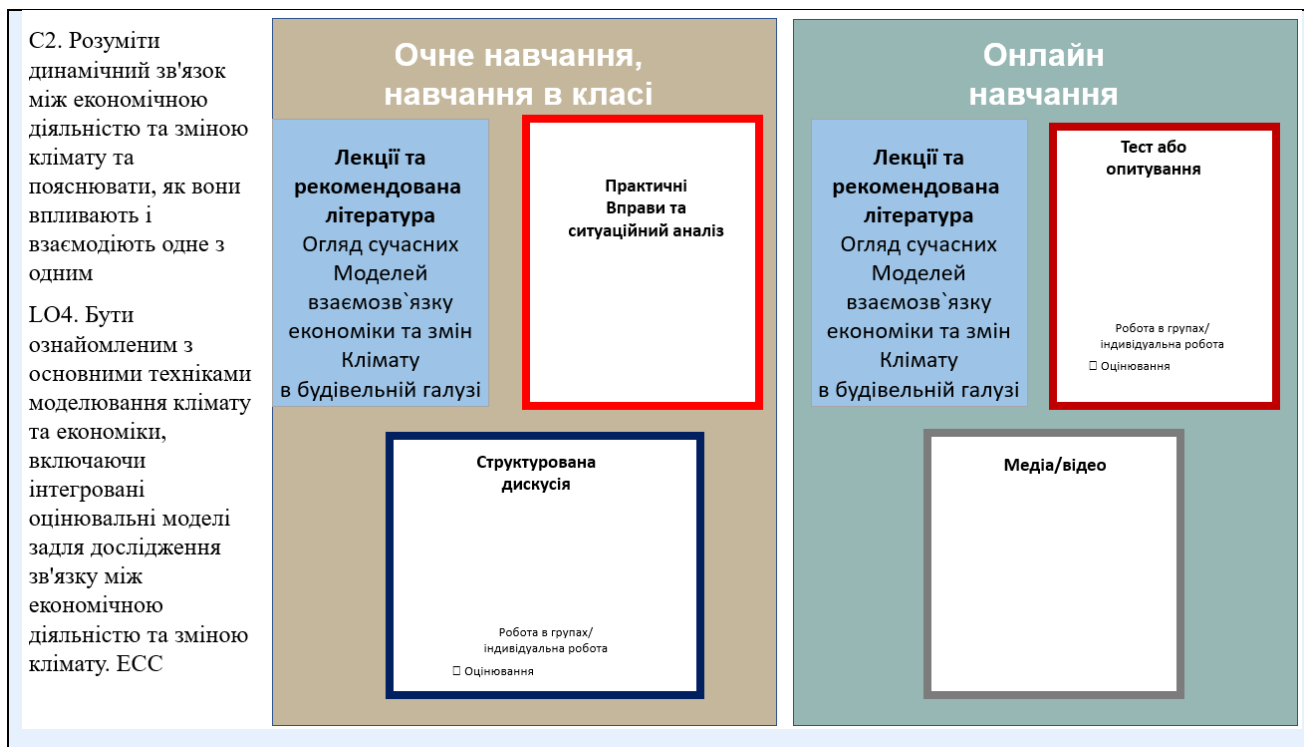 С2. Розуміти
динамічний зв'язок
між економічною
діяльністю та зміною
клімату та
пояснювати, як вони
впливають і
взаємодіють одне з
одним
LO4. Бути
ознайомленим з
основними техніками
моделювання клімату
та економіки,
включаючи
інтегровані
оцінювальні моделі
задля дослідження
зв'язку між
економічною
діяльністю та зміною
клімату. ECC
Очне навчання,
навчання в класі
Лекції та
рекомендована
література
Огляд сучасних
Моделей
взаємозв`язку
економіки та змін
Клімату
в будівельній галузі
Практичні
Вправи та
ситуаційний аналіз
Структурована
дискусія
Робота в групах/
індивідуальна робота
□ Оцінювання
Онлайн
навчання
Лекції та
рекомендована
література
Огляд сучасних
Моделей
взаємозв`язку
економіки та змін
Клімату
в будівельній галузі
Тест або
опитування
Робота в групах/
індивідуальна робота
□ Оцінювання
Медіа/відео